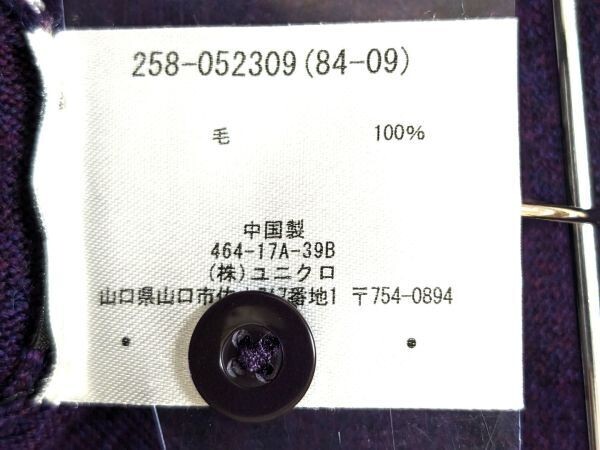 258-052309(84-09)
毛 100%
中国製
464-17A-39B
(株)ユニクロ
山口県山口市佐 番地1 〒754-0894